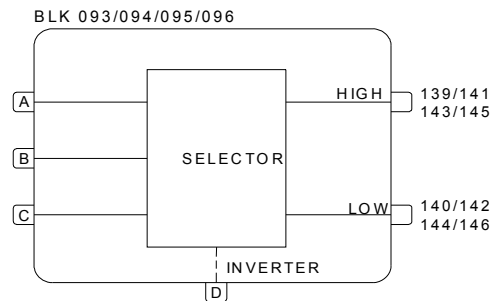 BLK 093/094/095/096
A
HIGH
139/141
143/145
B
SELECTOR
C
LOW
140/142
144/146
INVERTER
D